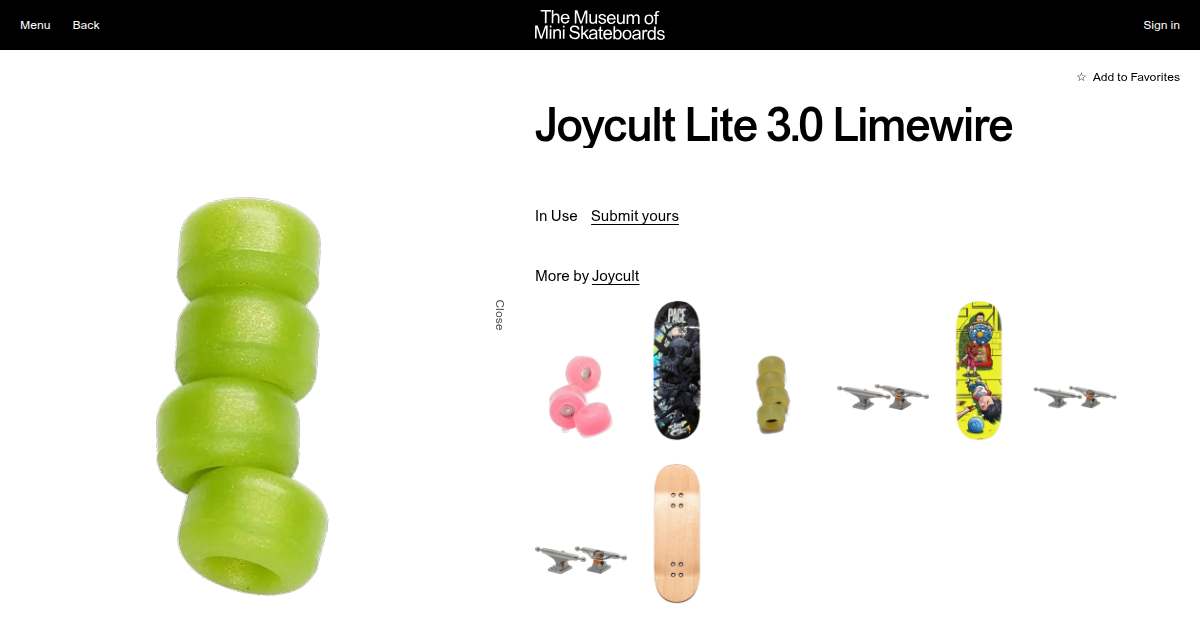 Menu
Back
The Museum of
Mini Skateboards
Sign in
☆ Add to Favorites
Joycult Lite 3.0 Limewire
In Use
Submit yours
More by Joycult
Close
PACE